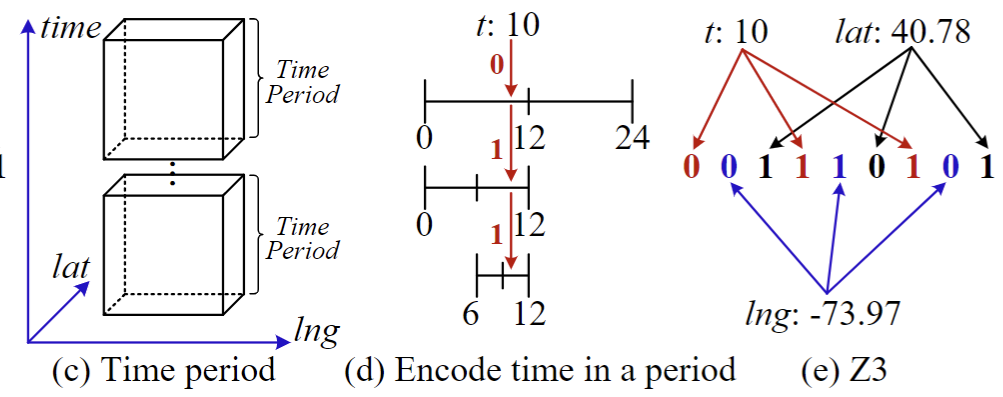 time
Time
Period
Time
Period
lat
lng
(c) Time period
t: 10
0
0
12
24
1
0
12
1
6
12
(d) Encode time in a period
t: 10
lat: 40.78
0 0 1 1 1 0 1 0 1
lng: -73.97
(e) Z3